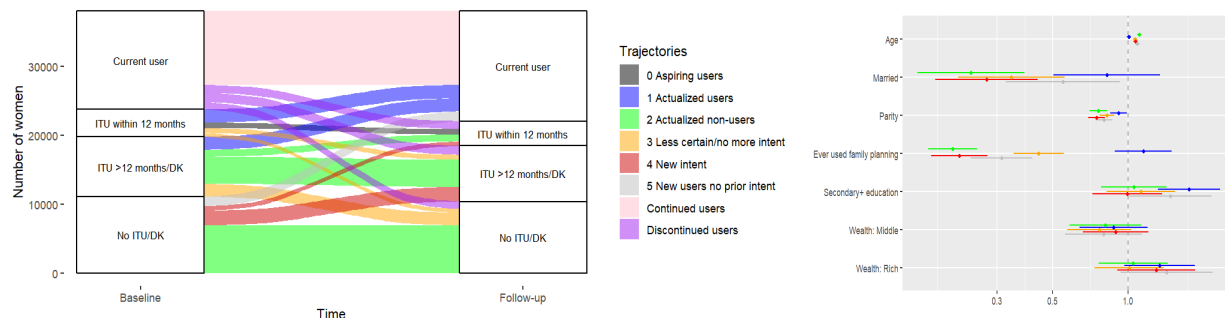 Number of women
30000
20000
10000
0
Current user
ITU within 12 months
ITU >12 months/DK
No ITU/DK
Current user
ITU within 12 months
ITU >12 months/DK
No ITU/DK
Baseline
Follow-up
Time
Trajectories
0 Aspiring users
1 Actualized users
2 Actualized non-users
3 Less certain/no more intent
4 New intent
5 New users no prior intent
Continued users
Discontinued users
Age
Married
Parity
Ever used family planning
Secondary+ education
Wealth: Middle
Wealth: Rich
0.3
0.5
1.0